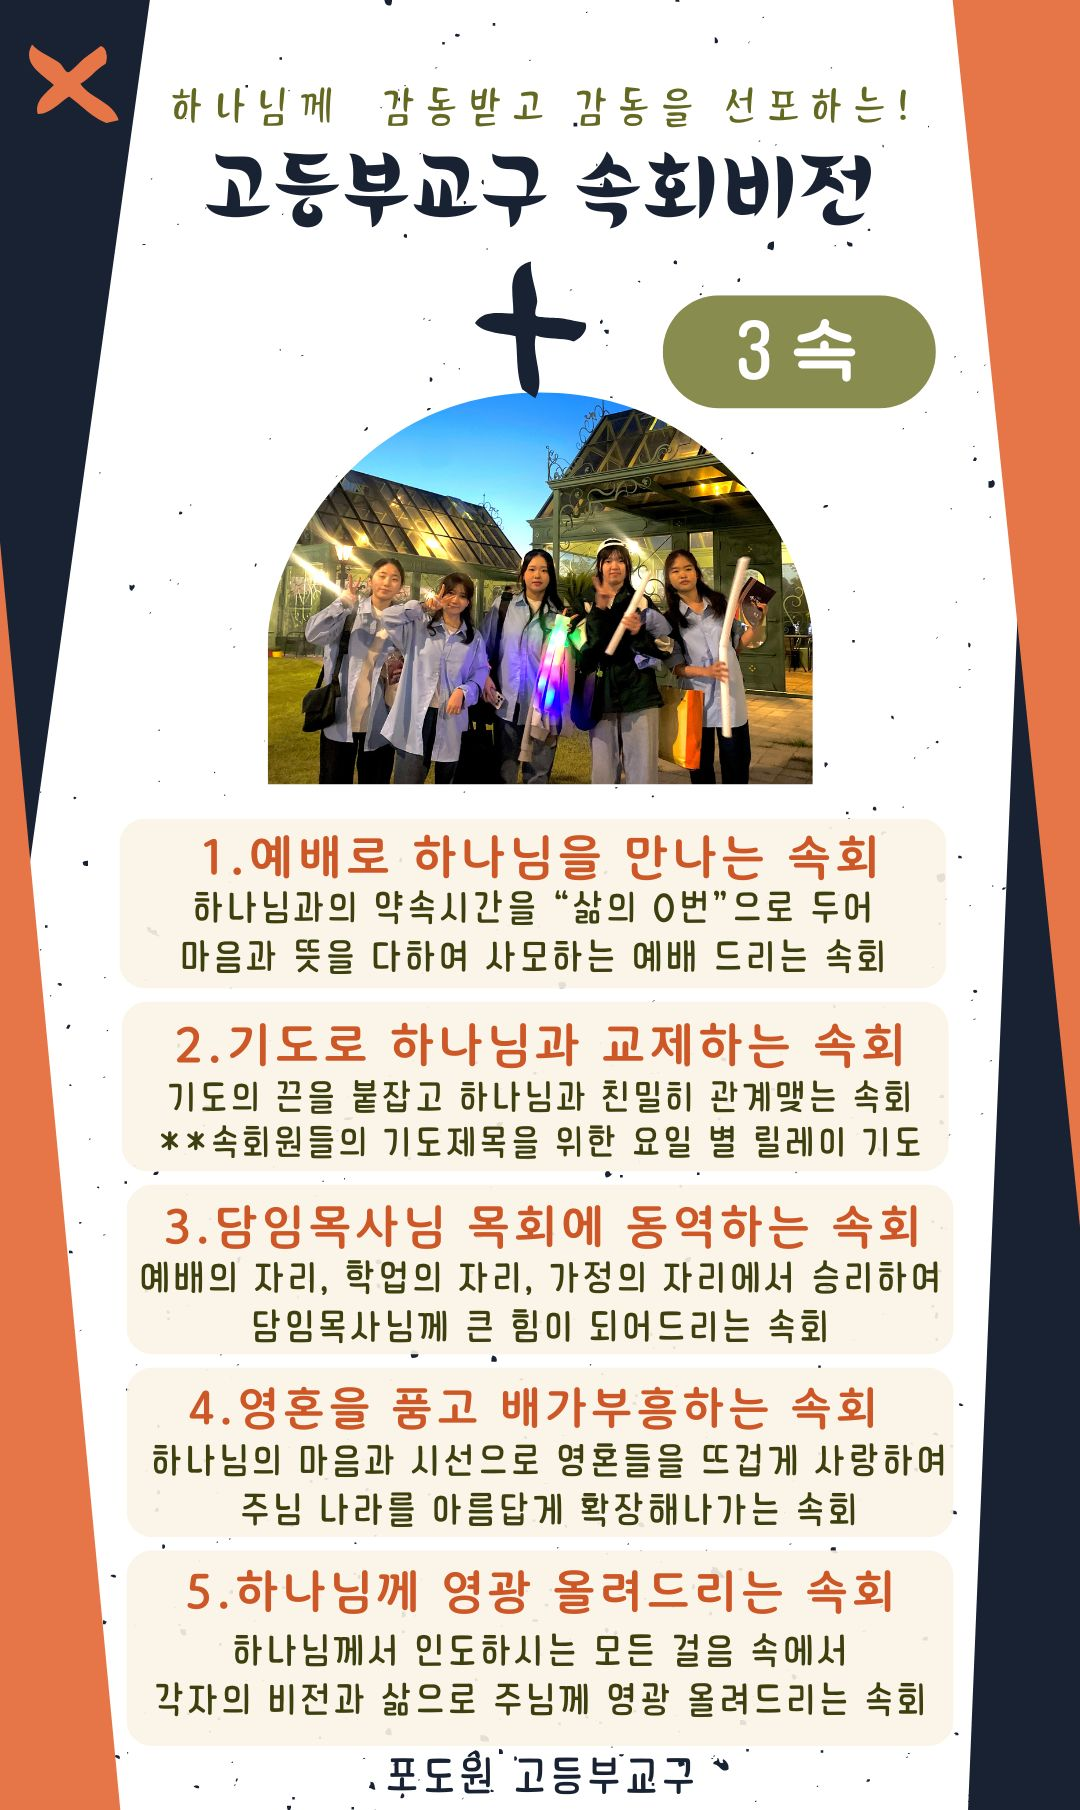 하나님께 감동받고 감동을 선포하는!
고등부교구 속회비전
3 속
1.예배로 하나님을 만나는 속회
하나님과의 약속시간을 “삶의 0번”으로 두어
마음과 뜻을 다하여 사모하는 예배 드리는 속회
2.기도로 하나님과 교제하는 속회
기도의 끈을 붙잡고 하나님과 친밀히 관계맺는 속회
**속회원들의 기도제목을 위한 요일 별 릴레이 기도
3.담임목사님 목회에 동역하는 속회
예배의 자리, 학업의 자리, 가정의 자리에서 승리하여
담임목사님께 큰 힘이 되어드리는 속회
4.영혼을 품고 배가부흥하는 속회
하나님의 마음과 시선으로 영혼들을 뜨겁게 사랑하여
주님 나라를 아름답게 확장해나가는 속회
5.하나님께 영광 올려드리는 속회
하나님께서 인도하시는 모든 걸음 속에서
각자의 비전과 삶으로 주님께 영광 올려드리는 속회
포도원 고등부교구